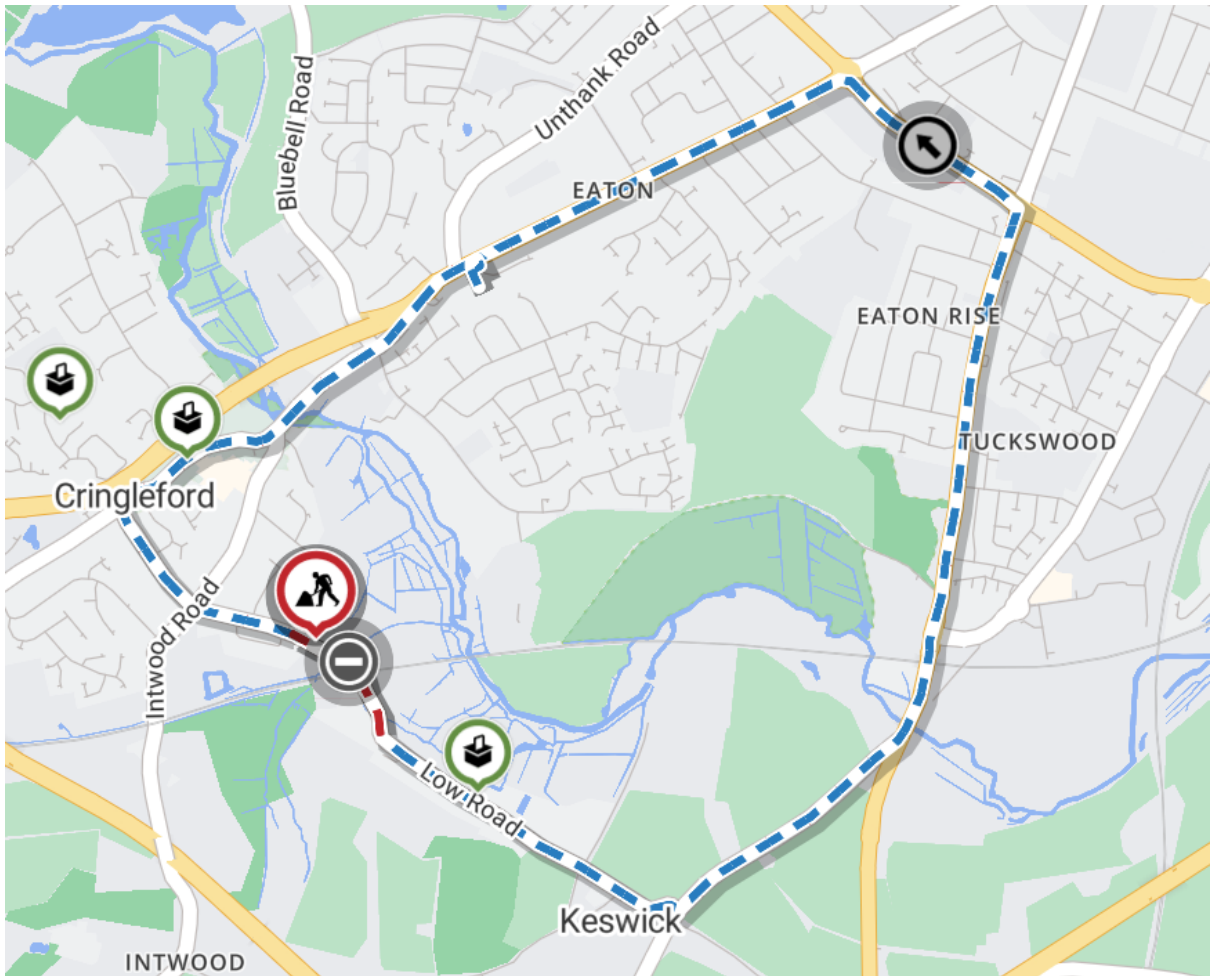 Bluebell Road
Unthank Road
EATON
EATON RISE
TUCKSWOOD
Cringleford
Intwood Road
Low Road
Keswick
INTWOOD